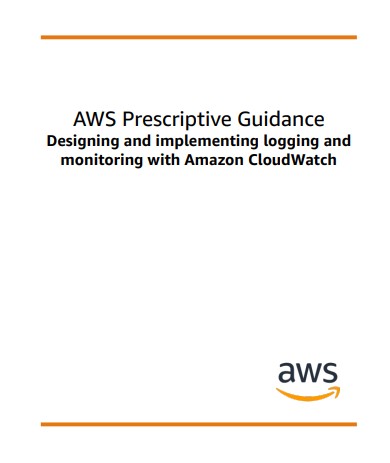 AWS Prescriptive Guidance
Designing and implementing logging and
monitoring with Amazon CloudWatch
aws